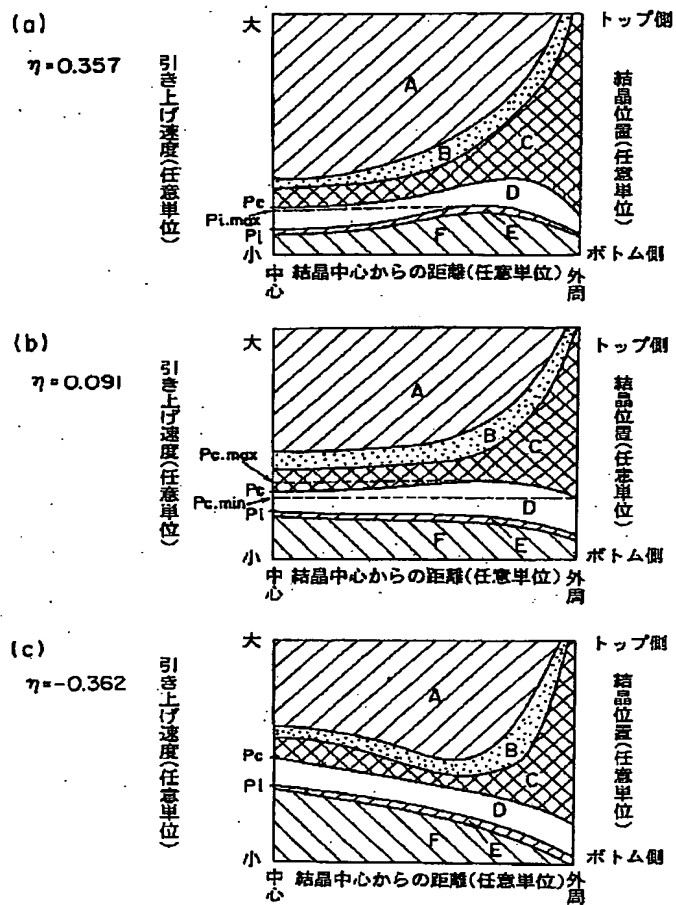 (a)
η=0.357
引き上げ速度(任意単位)
大
小
Pc
Pi.max
Pi
A
B
C
D
F
E
トップ側
結晶位置(任意単位)
ボトム側
中心
結晶中心からの距離(任意単位)
外周
(b)
η=0.091
引き上げ速度(任意単位)
大
小
Pc.max
Pc
Pc.min
Pi
A
B
C
D
F
E
トップ側
結晶位置(任意単位)
ボトム側
中心
結晶中心からの距離(任意単位)
外周
(c)
η=-0.362
引き上げ速度(任意単位)
大
小
Pc
Pi
A
B
C
D
F
E
トップ側
結晶位置(任意単位)
ボトム側
中心
結晶中心からの距離(任意単位)
外周